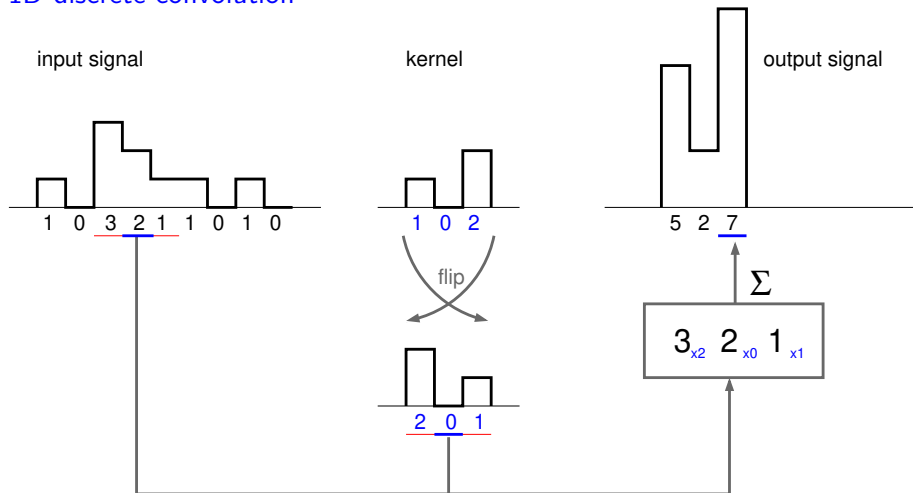 1D discrete convolution
input signal
kernel
output signal
1 0 3 2 1 1 0 1 0
1 0 2
5 2 7
flip
Σ
3x2 2x0 1x1
2 0 1